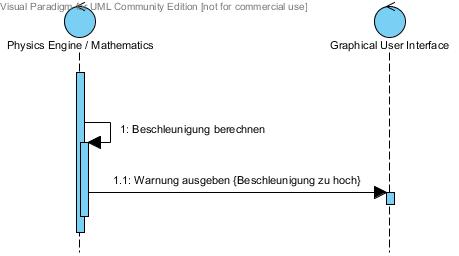 Visual Paradigm for UML Community Edition [not for commercial use]
Physics Engine / Mathematics
Graphical User Interface
1: Beschleunigung berechnen
1.1: Warnung ausgeben {Beschleunigung zu hoch}